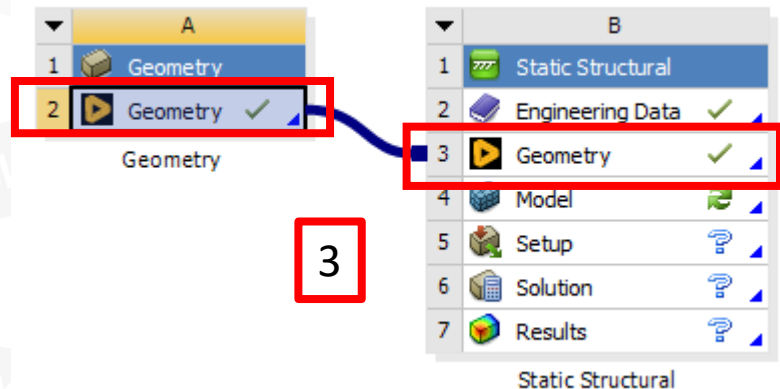 A
1 Geometry
2 Geometry
Geometry
3
B
1 Static Structural
2 Engineering Data
3 Geometry
4 Model
5 Setup
6 Solution
7 Results
Static Structural